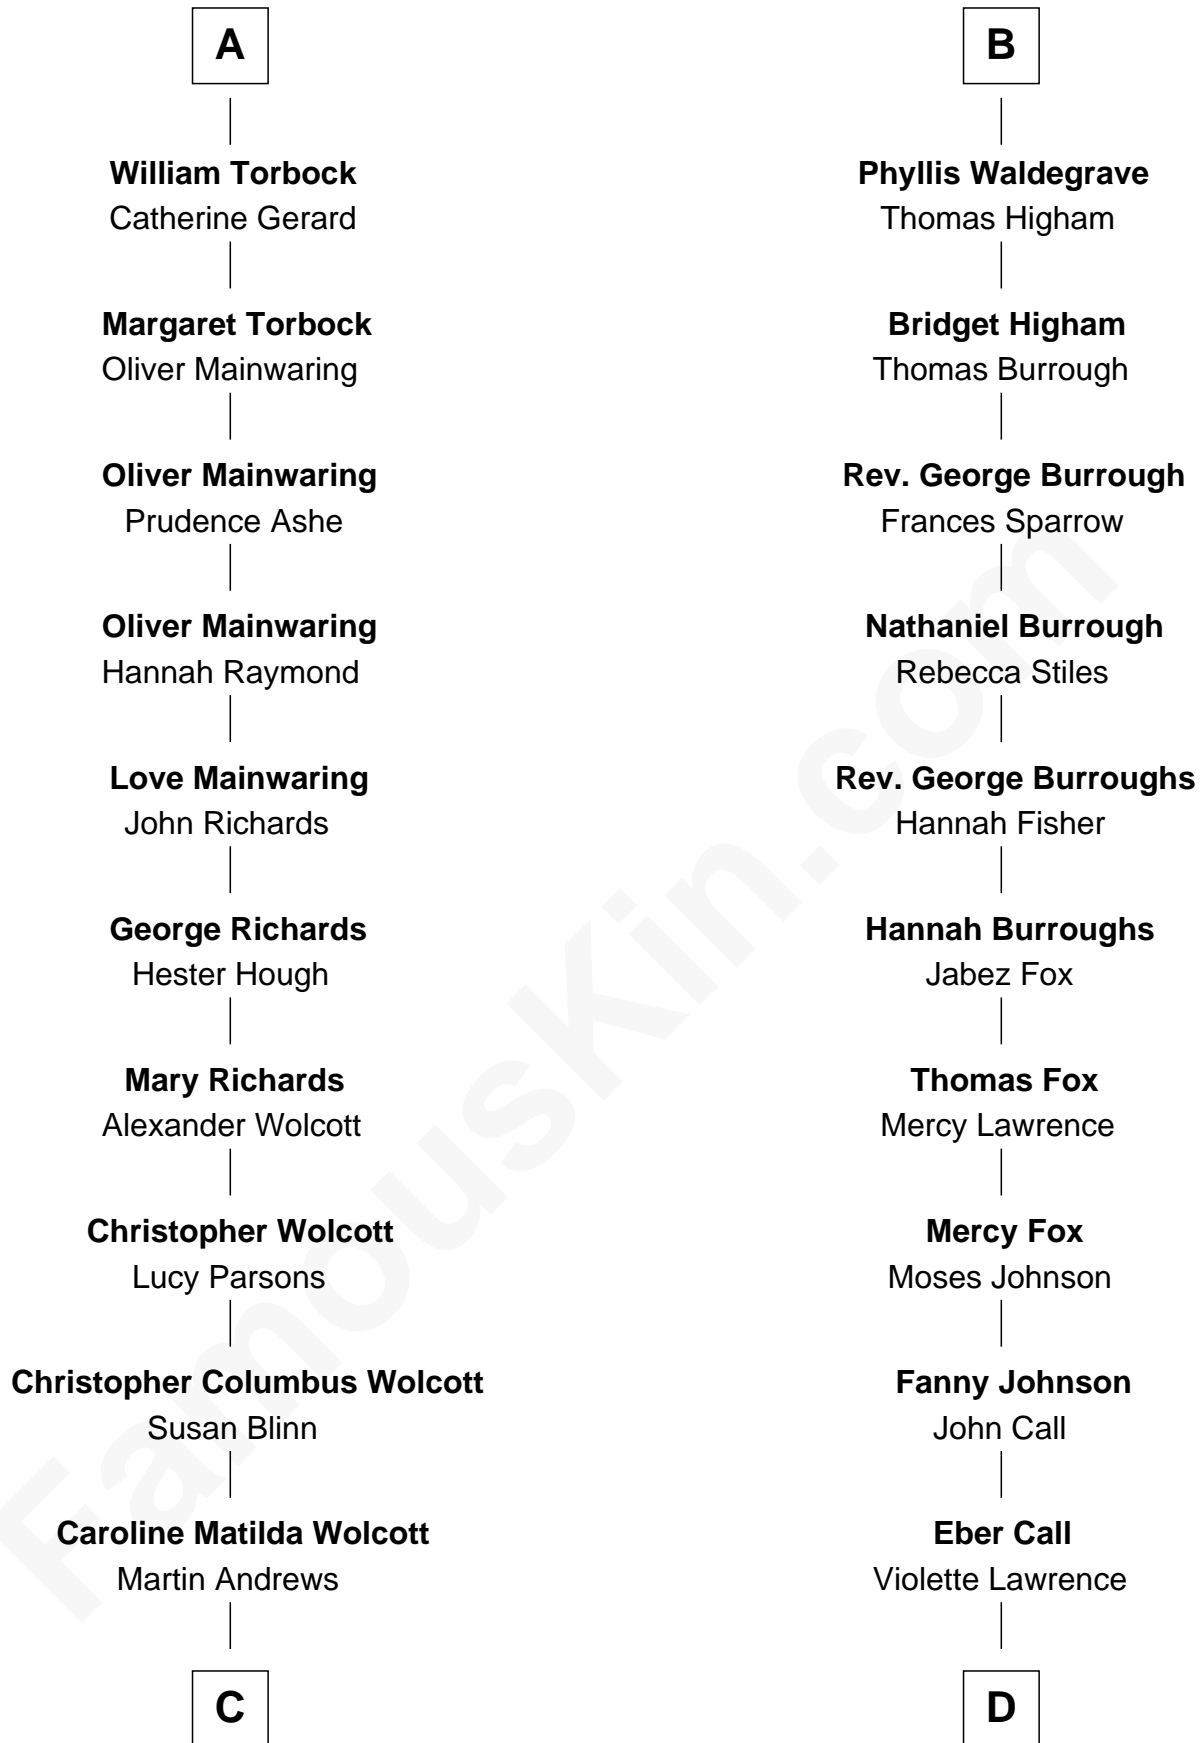 A
William Torbock
Catherine Gerard
Margaret Torbock
Oliver Mainwaring
Oliver Mainwaring
Prudence Ashe
Oliver Mainwaring
Hannah Raymond
Love Mainwaring
John Richards
George Richards
Hester Hough
Mary Richards
Alexander Wolcott
Christopher Wolcott
Lucy Parsons
Christopher Columbus Wolcott
Susan Blinn
Caroline Matilda Wolcott
Martin Andrews
C
B
Phyllis Waldegrave
Thomas Higham
Bridget Higham
Thomas Burrough
Rev. George Burrough
Frances Sparrow
Nathaniel Burrough
Rebecca Stiles
Rev. George Burroughs
Hannah Fisher
Hannah Burroughs
Jabez Fox
Thomas Fox
Mercy Lawrence
Mercy Fox
Moses Johnson
Fanny Johnson
John Call
Eber Call
Violette Lawrence
D
FamousKin.com